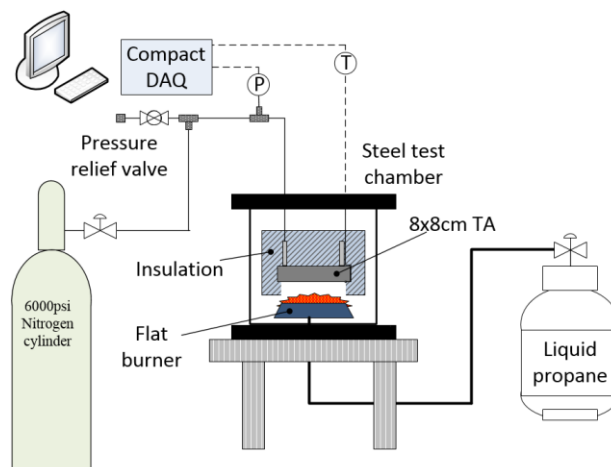 Compact
DAQ
T
P
Pressure
relief valve
Steel test
chamber
8x8cm TA
Insulation
6000psi
Nitrogen
cylinder
Flat
burner
Liquid
propane